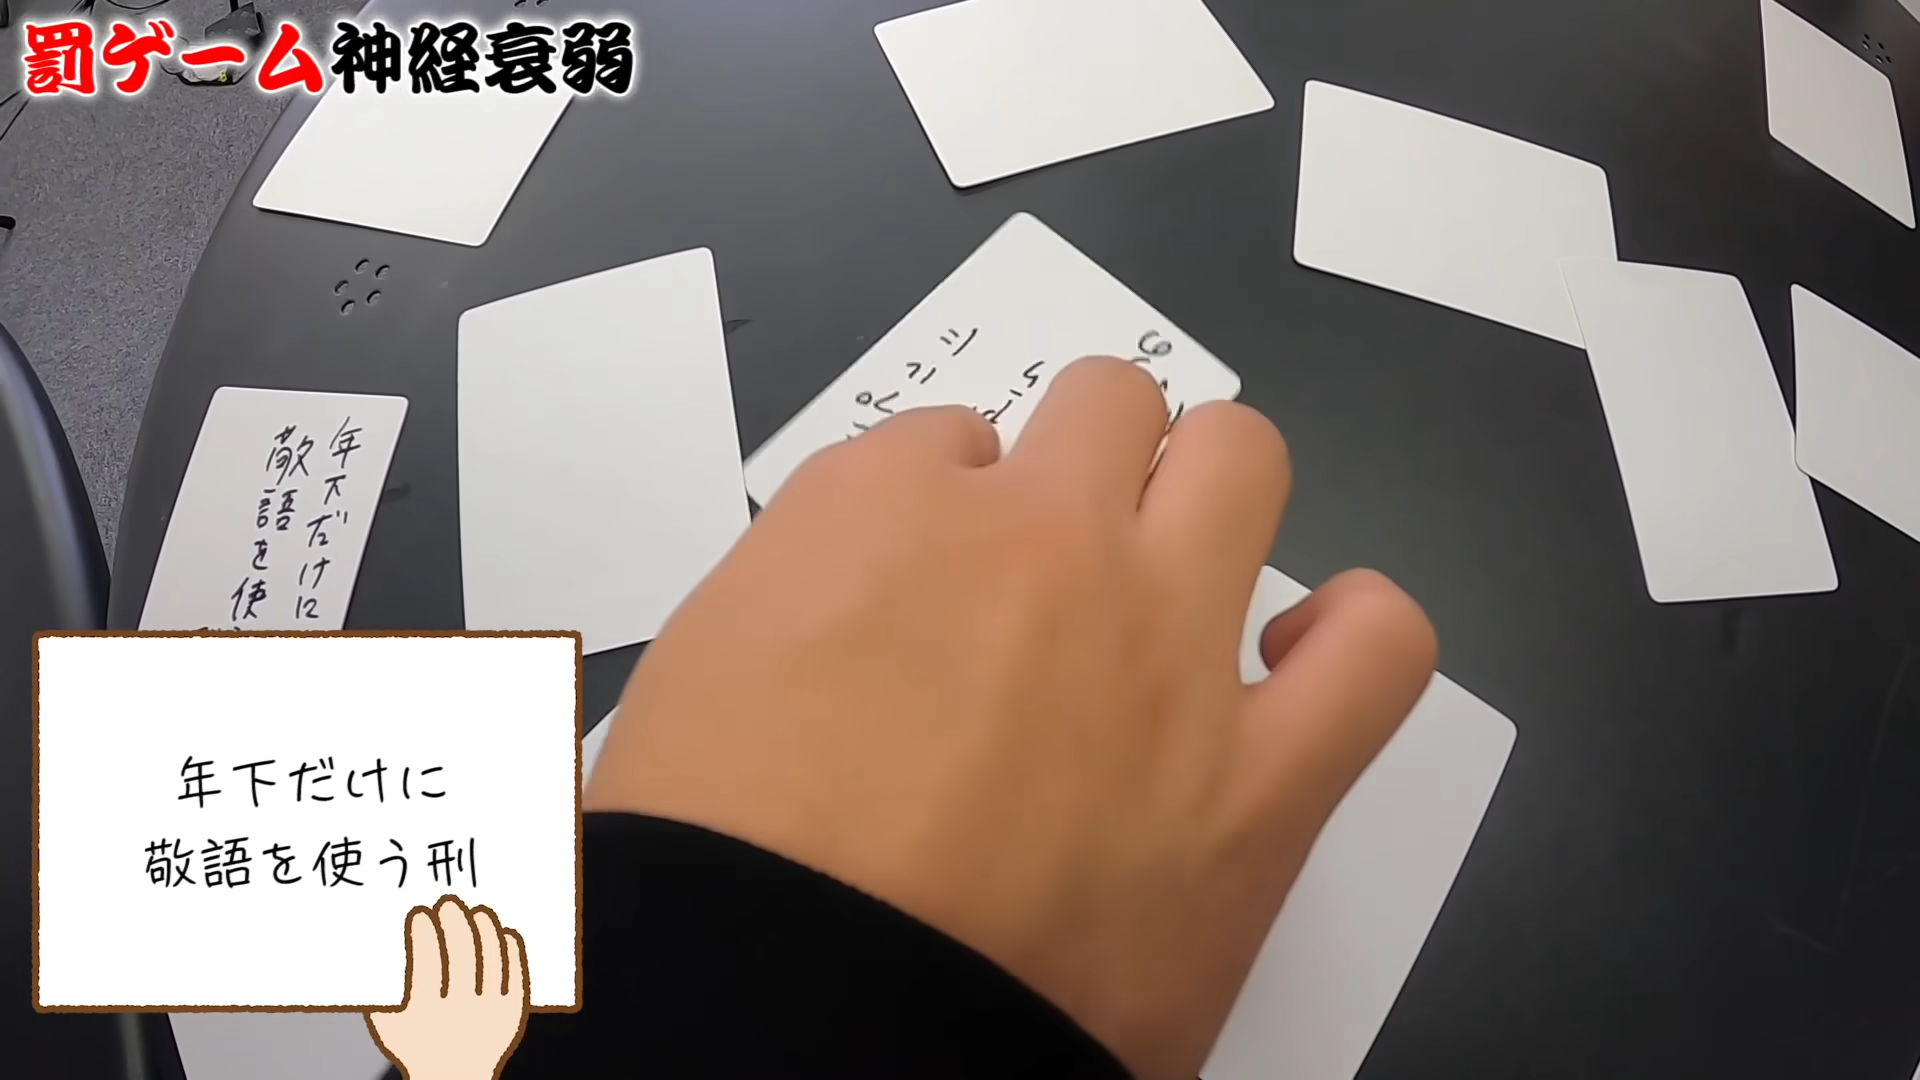 罰ゲーム神経衰弱
年下だけに
敬語を使
年下だけに
敬語を使う刑